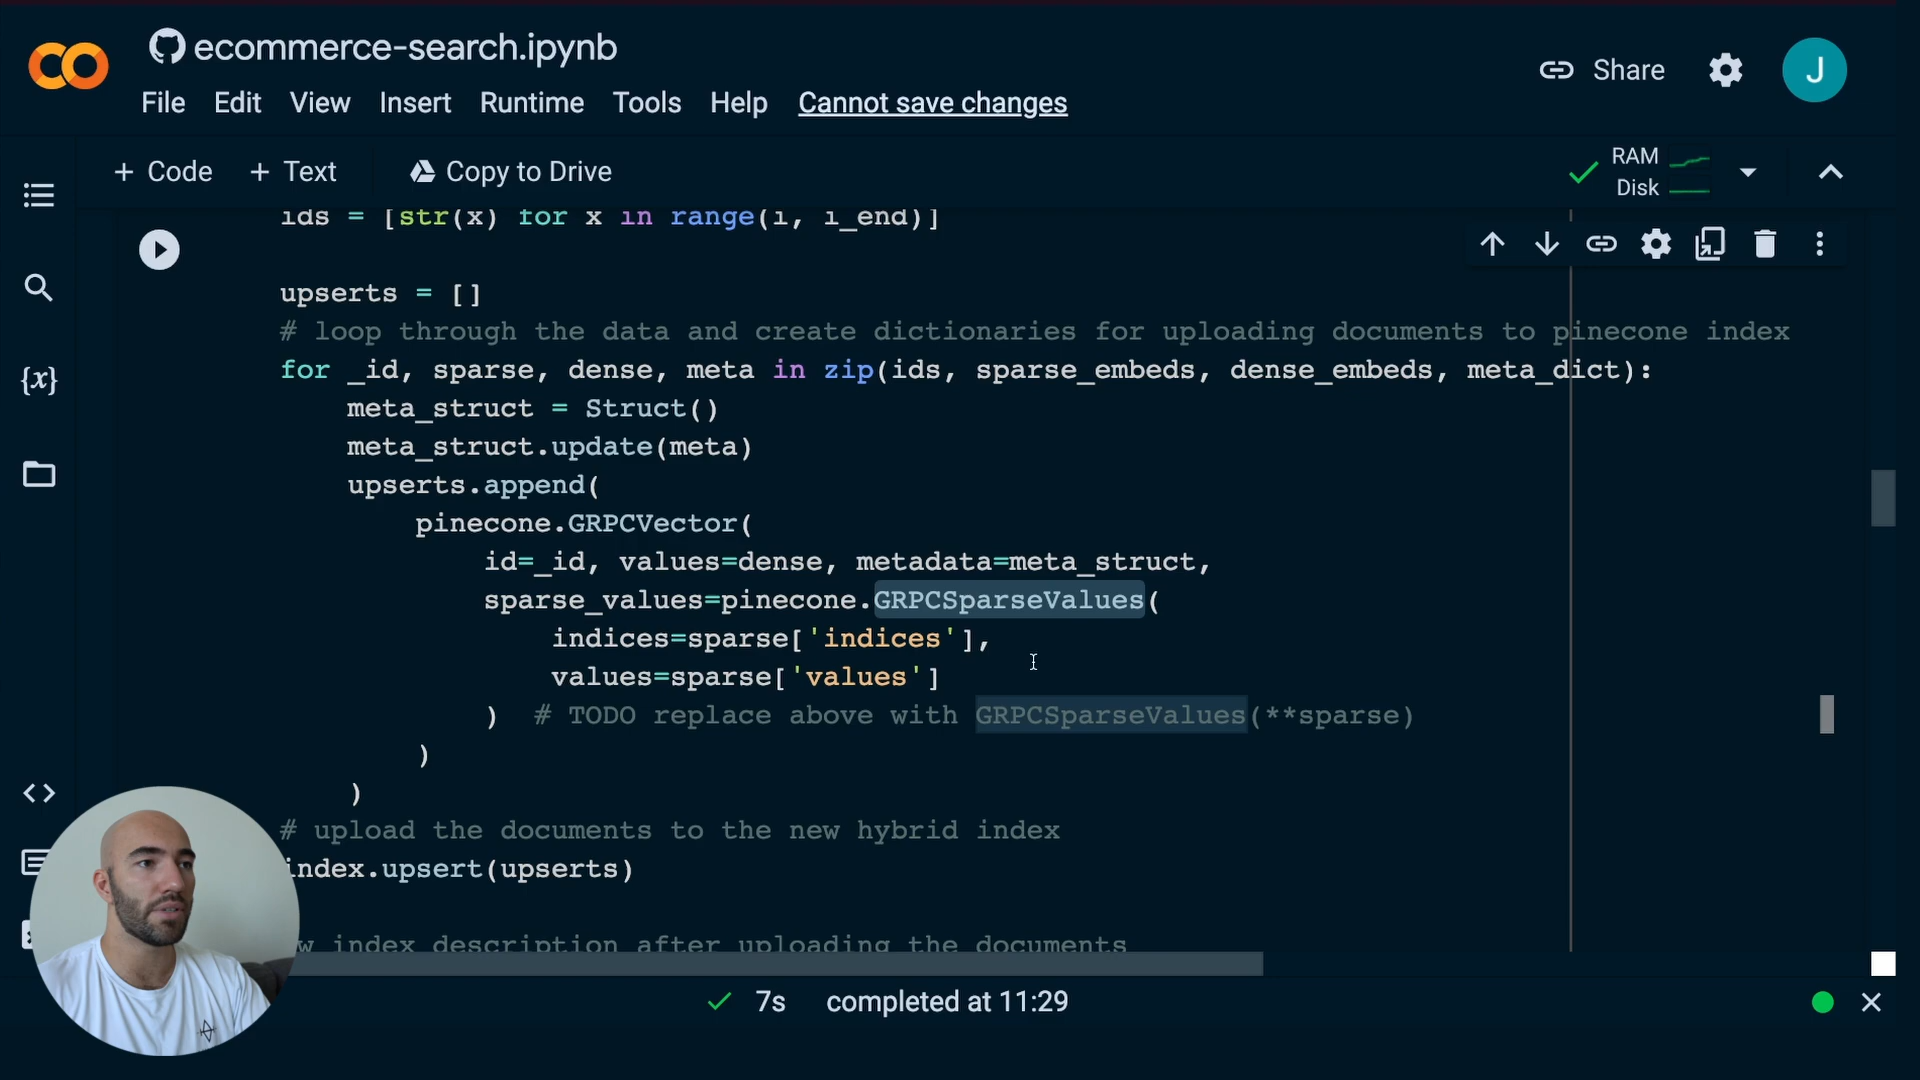 ecommerce-search.ipynb
File Edit View Insert Runtime Tools Help Cannot save changes
Share
J
+ Code + Text Copy to Drive
RAM
Disk
ids = [str(x) for x in range(i, i_end)]
upserts = []
# loop through the data and create dictionaries for uploading documents to pinecone index
for _id, sparse, dense, meta in zip(ids, sparse_embeds, dense_embeds, meta_dict):
meta_struct = Struct()
meta_struct.update(meta)
upserts.append(
pinecone.GRPCVector(
id=_id, values=dense, metadata=meta_struct,
sparse_values=pinecone.GRPCSparseValues(
indices=sparse['indices'],
values=sparse['values']
) # TODO replace above with GRPCSparseValues(**sparse)
)
)
# upload the documents to the new hybrid index
index.upsert(upserts)
index description after uploading the documents
7s completed at 11:29